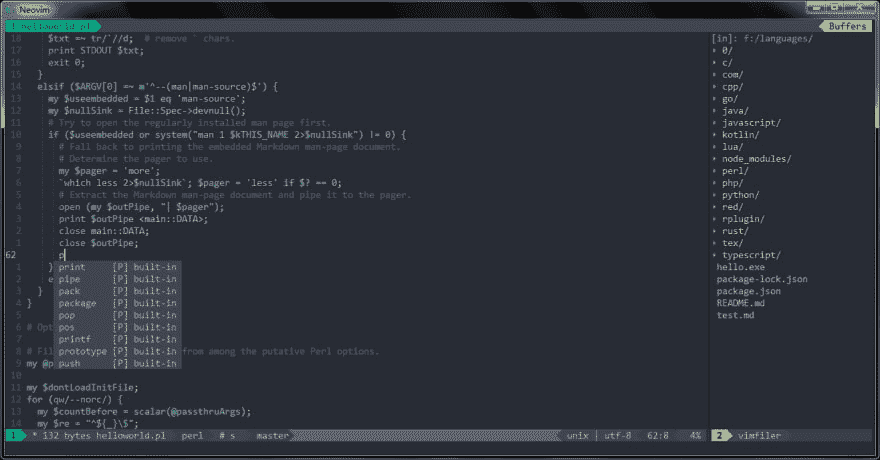 Neovim
1 helloworld.pl
Buffers
18 $txt =~ tr/`//d;  # remove ` chars.
17 print STDOUT $txt;
16 exit 0;
15 }
14 elsif ($ARGV[0] =~ m'^--(man|man-source)$') {
13 my $useembedded = $1 eq 'man-source';
12 my $nullSink = File::Spec->devnull();
11 # Try to open the regularly installed man page first.
10 if ($useembedded or system("man 1 $kTHIS_NAME 2>$nullSink") != 0) {
9 # Fall back to printing the embedded Markdown man-page document.
8 # Determine the pager to use.
7 my $pager = 'more';
6 `which less 2>$nullSink`; $pager = 'less' if $? == 0;
5 # Extract the Markdown man-page document and pipe it to the pager.
4 open (my $outPipe, "| $pager");
3 print $outPipe <main::DATA>;
2 close main::DATA;
1 close $outPipe;
62 p
1 } print [P] built-in
2 e pipe [P] built-in
3 } pack [P] built-in
4 } package [P] built-in
5 pop [P] built-in
6 # Opt pos [P] built-in
7 printf [P] built-in
8 # Fil prototype [P] built-in from among the putative Perl options.
9 my @p push [P] built-in
10
11 my $dontLoadInitFile;
12 for (qw/--norc/) {
13 my $countBefore = scalar(@passthruArgs);
14 my $re = "^${_}\$";
1 * 132 bytes helloworld.pl perl # s master unix | utf-8 62:8 4%
[in]: f:/languages/
0/
c/
com/
cpp/
go/
java/
javascript/
kotlin/
lua/
node_modules/
perl/
php/
python/
red/
rplugin/
rust/
tex/
typescript/
hello.exe
package-lock.json
package.json
README.md
test.md
2 vimfiler